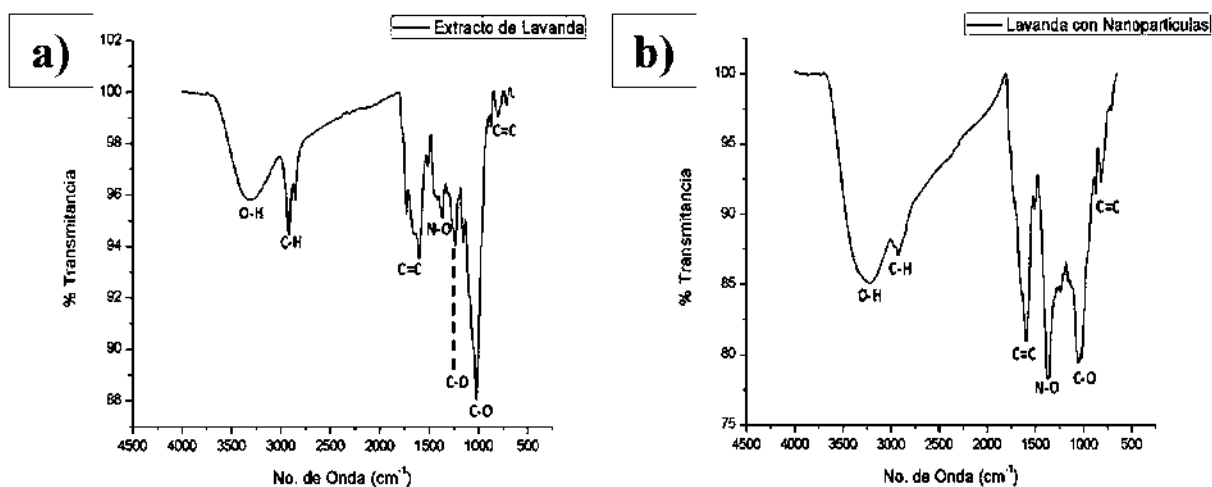 a)
Extracto de Lavanda
102
100
98
96
94
92
90
88
% Transmitancia
O-H
C-H
C=C
N-O
C-O
C-O
C=C
4500 4000 3500 3000 2500 2000 1500 1000 500
No. de Onda (cm⁻¹)
b)
Lavanda con Nanoparticulas
100
95
90
85
80
75
% Transmitancia
O-H
C-H
C=C
N-O
C-O
C=C
4500 4000 3500 3000 2500 2000 1500 1000 500
No. de Onda (cm⁻¹)